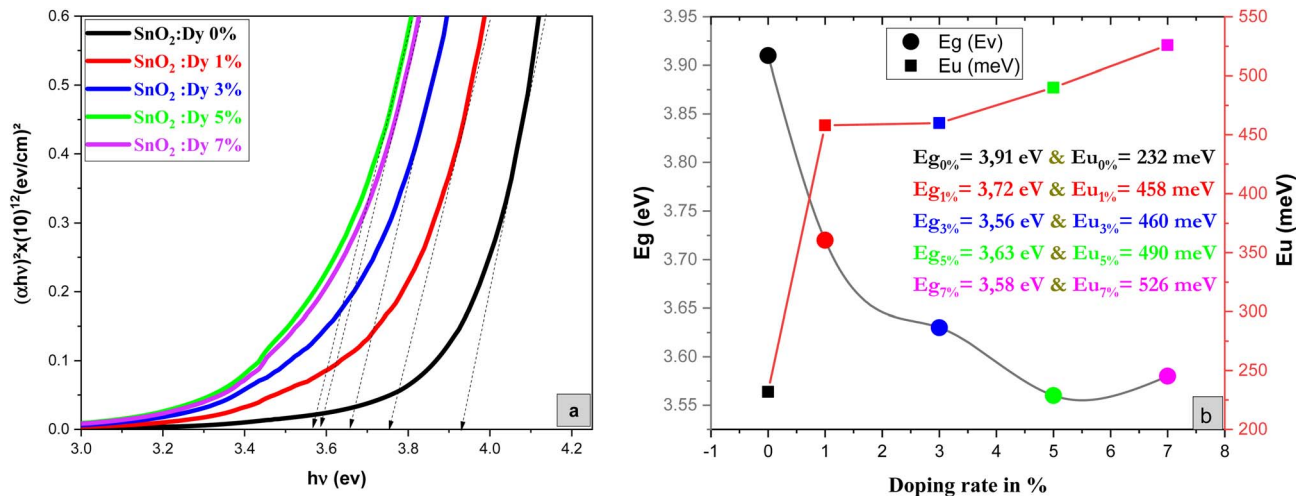 SnO₂:Dy 0%
SnO₂ :Dy 1%
SnO₂ :Dy 3%
SnO₂ :Dy 5%
SnO₂ :Dy 7%
(αhν)²x(10)¹²(ev/cm)²
0.6
0.5
0.4
0.3
0.2
0.1
0.0
3.0
3.2
3.4
3.6
3.8
4.0
4.2
hν (ev)
a
Eg (Ev)
Eu (meV)
Eg₀%= 3,91 eV & Eu₀%= 232 meV
Eg₁%= 3,72 eV & Eu₁%= 458 meV
Eg₃%= 3,56 eV & Eu₃%= 460 meV
Eg₅%= 3,63 eV & Eu₅%= 490 meV
Eg₇%= 3,58 eV & Eu₇%= 526 meV
Eg (eV)
3.95
3.90
3.85
3.80
3.75
3.70
3.65
3.60
3.55
550
500
450
400
350
300
250
200
Eu (meV)
-1
0
1
2
3
4
5
6
7
8
Doping rate in %
b